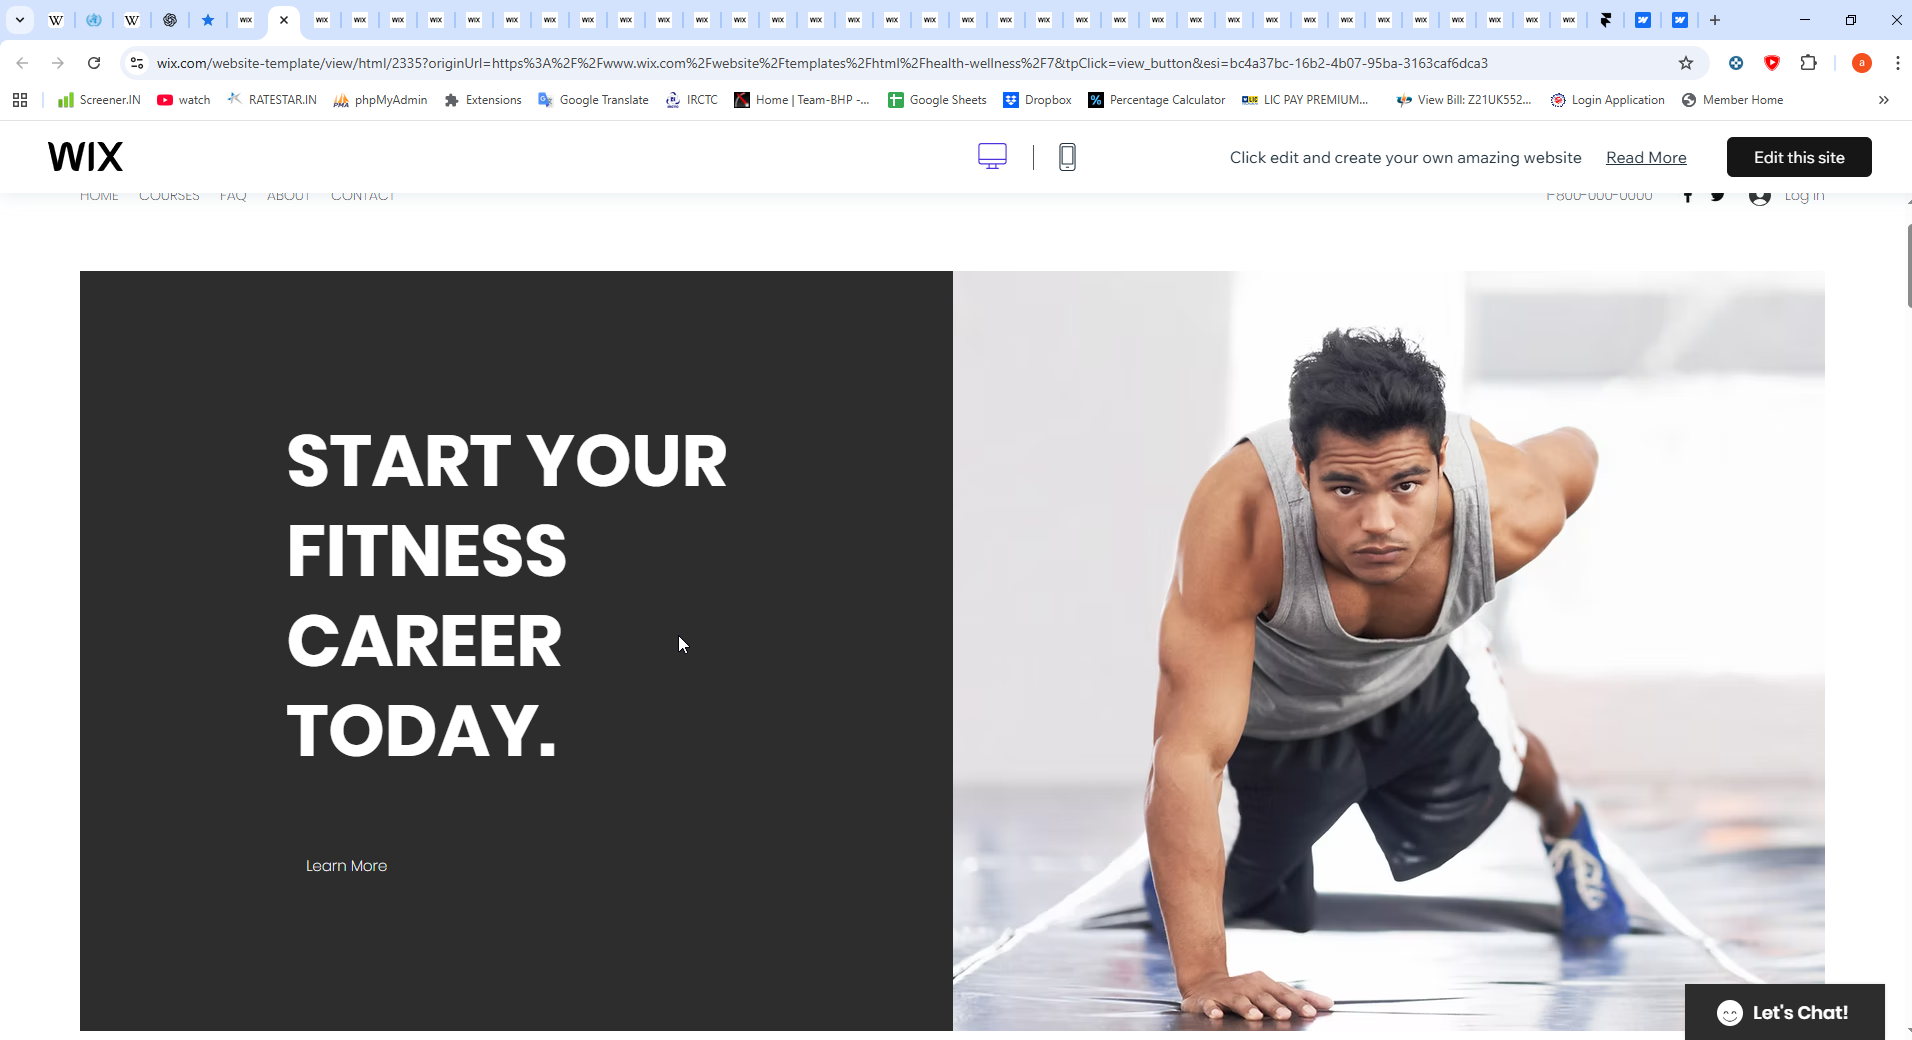 wix.com/website-template/view/html/2335?originUrl=https%3A%2F%2Fwww.wix.com%2Fwebsite%2Ftemplates%2Fhtml%2Fhealth-wellness%2F7&tpClick=view_button&esi=bc4a37bc-16b2-4b07-95ba-3163caf6dca3
Screener.IN watch RATESTAR.IN phpMyAdmin Extensions Google Translate IRCTC Home | Team-BHP -... Google Sheets Dropbox Percentage Calculator LIC PAY PREMIUM... View Bill: Z21UK552... Login Application Member Home
WIX Click edit and create your own amazing website Read More Edit this site
HOME COURSES FAQ ABOUT CONTACT 1-800-000-0000 Log In
START YOUR
FITNESS
CAREER
TODAY.
Learn More
Let's Chat!